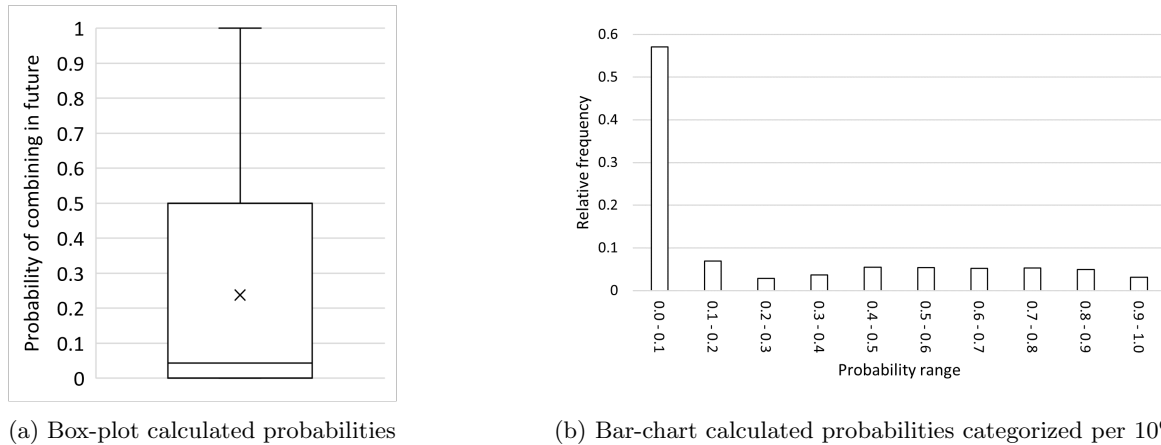 Probability of combining in future
1
0.9
0.8
0.7
0.6
0.5
0.4
0.3
0.2
0.1
0
(a) Box-plot calculated probabilities
Relative frequency
0.6
0.5
0.4
0.3
0.2
0.1
0
0.0 - 0.1
0.1 - 0.2
0.2 - 0.3
0.3 - 0.4
0.4 - 0.5
0.5 - 0.6
0.6 - 0.7
0.7 - 0.8
0.8 - 0.9
0.9 - 1.0
Probability range
(b) Bar-chart calculated probabilities categorized per